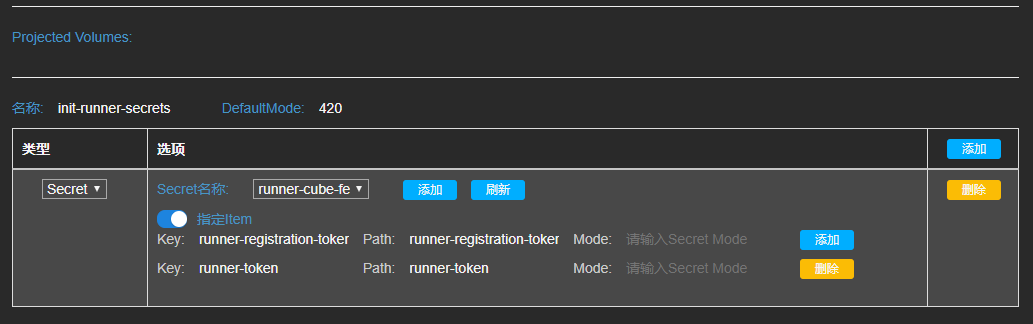 Projected Volumes:
名称: init-runner-secrets DefaultMode: 420
类型 选项 添加
Secret Secret名称: runner-cube-fe 添加 刷新 删除
指定Item
Key: runner-registration-toker Path: runner-registration-toker Mode: 请输入Secret Mode 添加
Key: runner-token Path: runner-token Mode: 请输入Secret Mode 删除